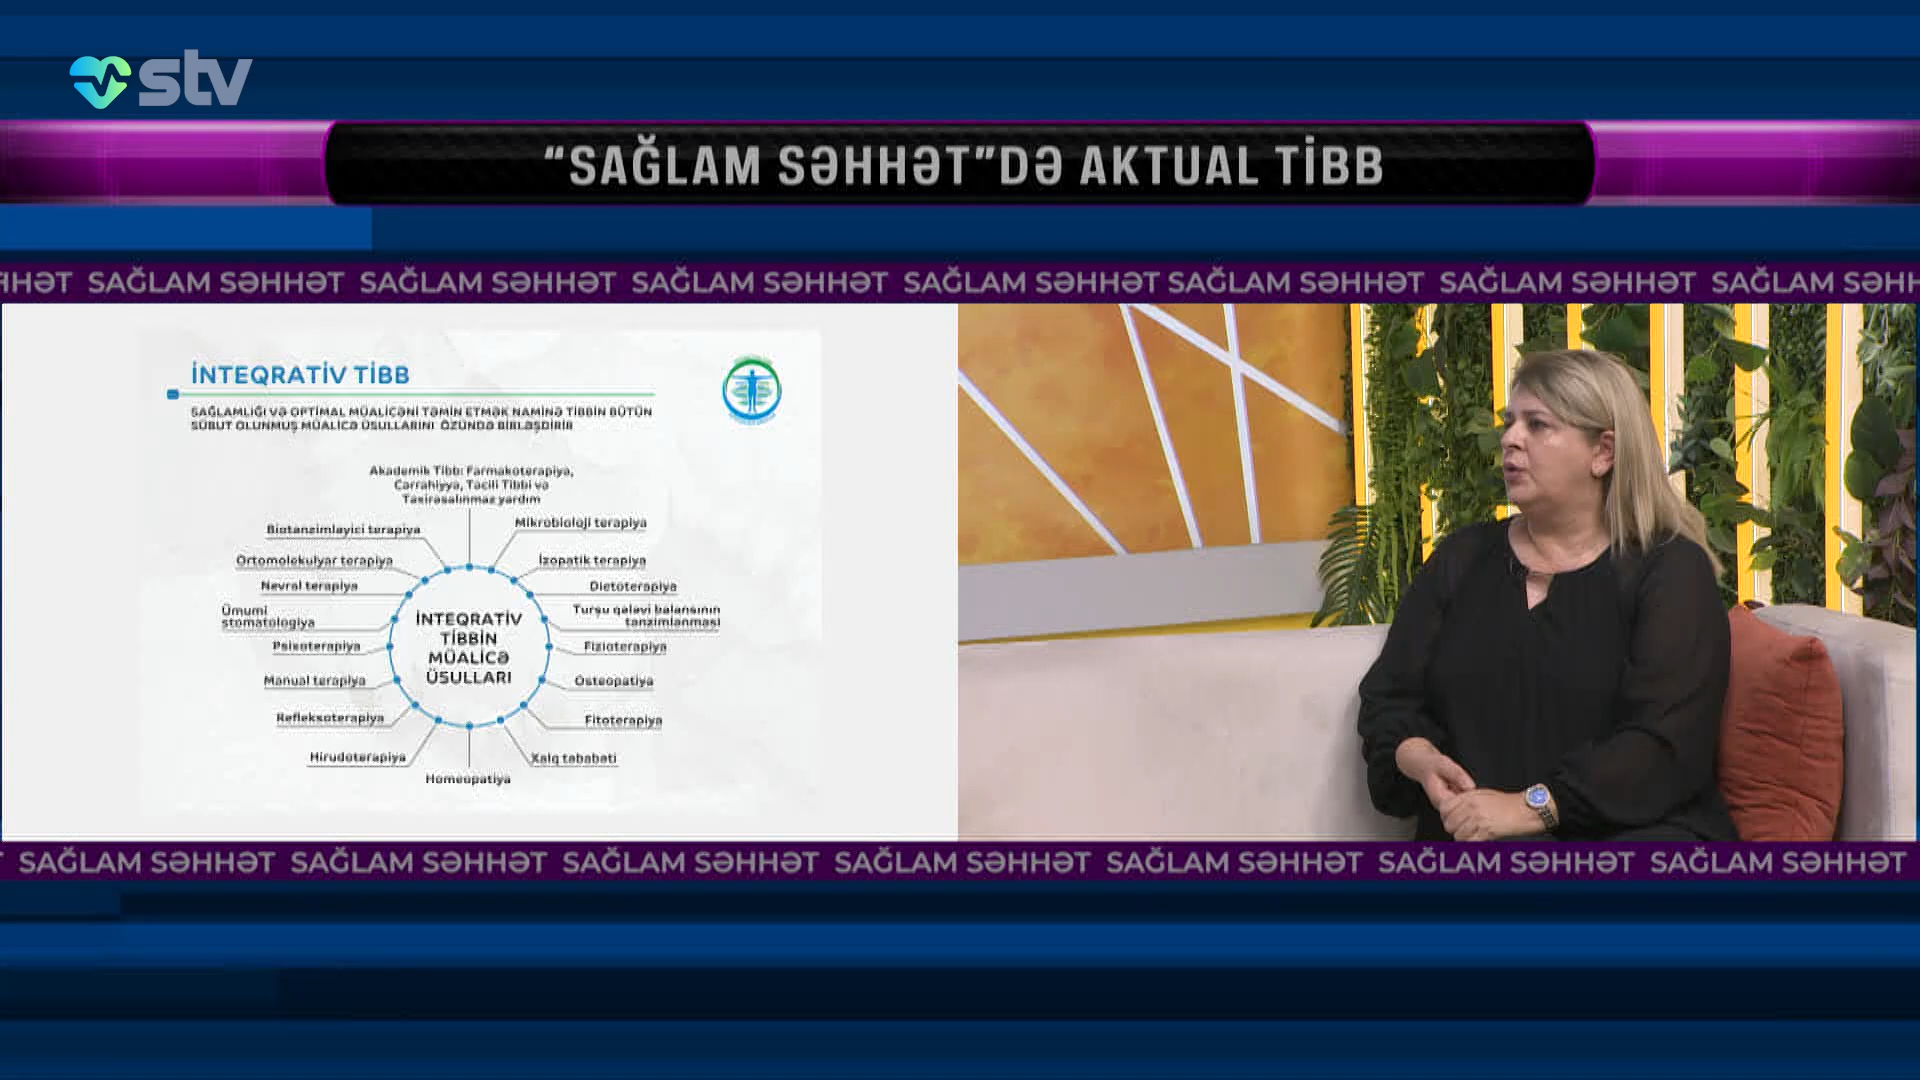 stv
“SAĞLAM SƏHHƏT”DƏ AKTUAL TİBB
HHƏT SAĞLAM SƏHHƏT SAĞLAM SƏHHƏT SAĞLAM SƏHHƏT SAĞLAM SƏHHƏT SAĞLAM SƏHHƏT SAĞLAM SƏHHƏT SAĞLAM SƏHH
İNTEQRATİV TİBB
SAĞLAMLIĞI VƏ OPTİMAL MÜALİCƏNİ TƏMİN ETMƏK NAMİNƏ TİBBİN BÜTÜN
SÜBUT OLUNMUŞ MÜALİCƏ ÜSULLARINI ÖZÜNDƏ BİRLƏŞDİRİR
Akademik Tibb: Farmakoterapiya,
Cərrahiyyə, Təcili Tibbi və
Təxirəsalınmaz yardım
Biotənzimləyici terapiya
Mikrobioloji terapiya
Ortomolekulyar terapiya
İzopatik terapiya
Nevral terapiya
Dietoterapiya
Ümumi
stomatologiya
Turşu qələvi balansının
tənzimlənməsi
Psixoterapiya
Fizioterapiya
Manual terapiya
Osteopatiya
Refleksoterapiya
Fitoterapiya
Hirudoterapiya
Xalq təbabəti
Homeopatiya
İNTEQRATİV
TİBBİN
MÜALİCƏ
ÜSULLARI
SAĞLAM SƏHHƏT SAĞLAM SƏHHƏT SAĞLAM SƏHHƏT SAĞLAM SƏHHƏT SAĞLAM SƏHHƏT SAĞLAM SƏHHƏT SAĞLAM SƏHHƏT